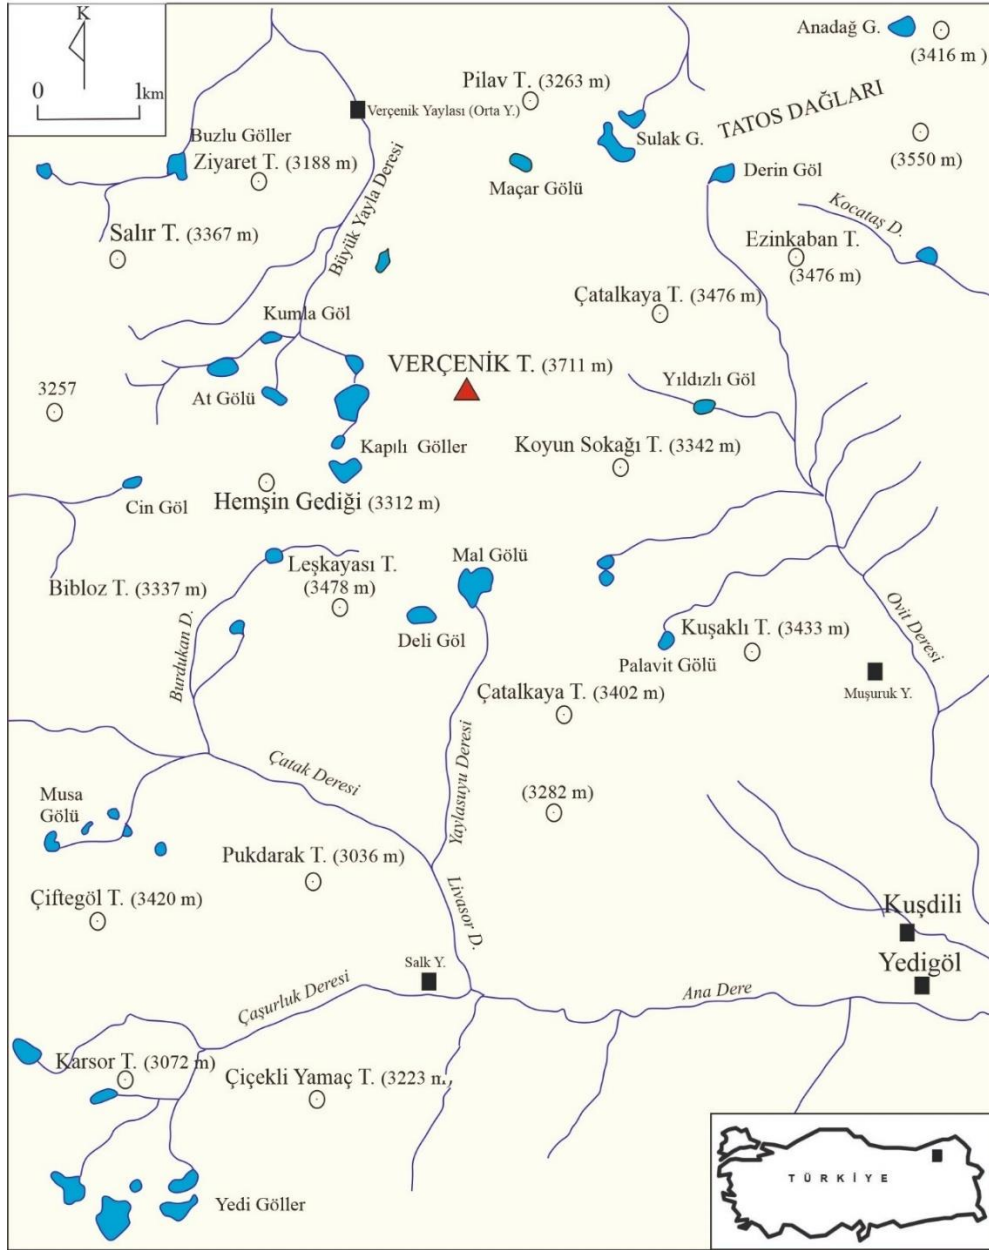 K
0 1km
Anadağ G.
(3416 m )
Pilav T. (3263 m)
TATOS DAĞLARI
Verçenik Yaylası (Orta Y.)
Buzlu Göller
Ziyaret T. (3188 m)
Sulak G.
(3550 m)
Maçar Gölü
Derin Göl
Kocataş D.
Büyük Yayla Deresi
Salır T. (3367 m)
Ezinkaban T.
(3476 m)
Çatalkaya T. (3476 m)
Kumla Göl
VERÇENİK T. (3711 m)
Yıldızlı Göl
3257
At Gölü
Kapılı Göller
Koyun Sokağı T. (3342 m)
Hemşin Gediği (3312 m)
Cin Göl
Mal Gölü
Leşkayası T.
(3478 m)
Bibloz T. (3337 m)
Burdukan D.
Deli Göl
Ovit Deresi
Kuşaklı T. (3433 m)
Palavit Gölü
Muşuruk Y.
Çatalkaya T. (3402 m)
Yaylasuyu Deresi
Çatak Deresi
(3282 m)
Musa
Gölü
Pukdarak T. (3036 m)
Livasor D.
Çiftegöl T. (3420 m)
Kuşdili
Yedigöl
Salk Y.
Çaşurluk Deresi
Ana Dere
Karsor T. (3072 m)
Çiçekli Yamaç T. (3223 m)
Yedi Göller
TÜRKİYE